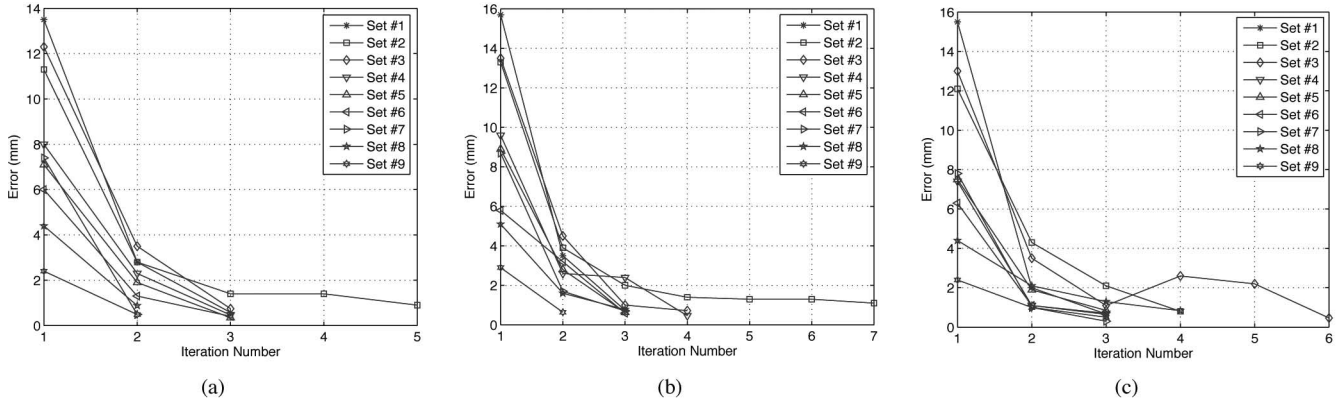 14
12
10
8
6
4
2
0
1
2
3
4
5
Error (mm)
Iteration Number
Set #1
Set #2
Set #3
Set #4
Set #5
Set #6
Set #7
Set #8
Set #9
(a)
16
14
12
10
8
6
4
2
0
1
2
3
4
5
6
7
Error (mm)
Iteration Number
Set #1
Set #2
Set #3
Set #4
Set #5
Set #6
Set #7
Set #8
Set #9
(b)
16
14
12
10
8
6
4
2
0
1
2
3
4
5
6
Error (mm)
Iteration Number
Set #1
Set #2
Set #3
Set #4
Set #5
Set #6
Set #7
Set #8
Set #9
(c)